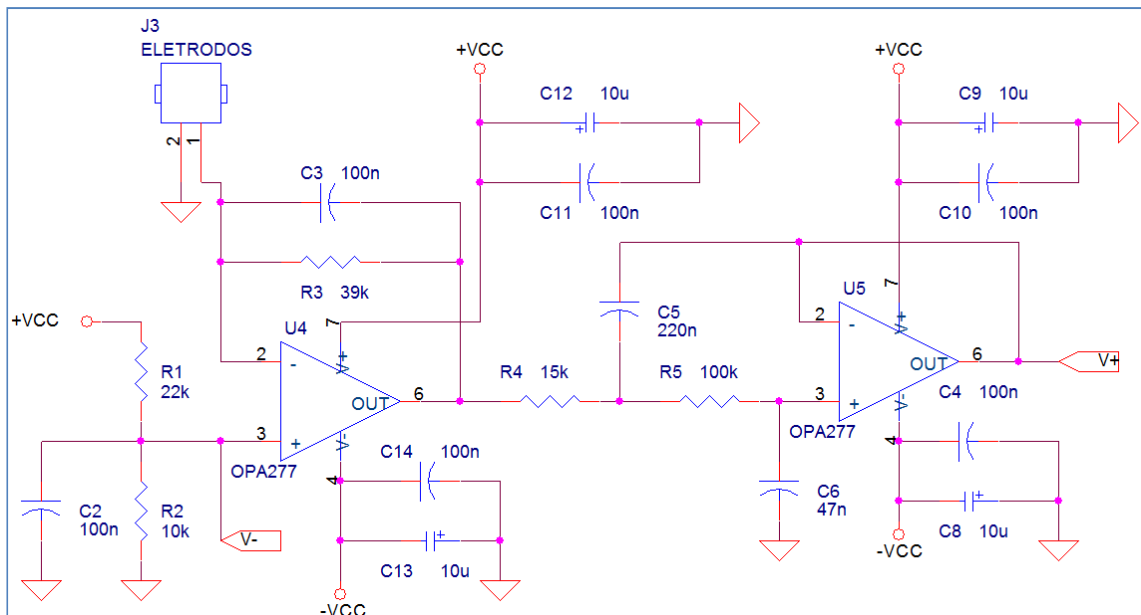 J3
ELETRODOS
2
1
+VCC
C12 10u
C11 100n
+VCC
C9 10u
C10 100n
C3 100n
R3 39k
+VCC
R1
22k
C2
100n
R2
10k
V-
U4
2
-
3
+
7
V+
OUT
6
V-
4
OPA277
C14 100n
C13 10u
-VCC
R4 15k
C5
220n
R5 100k
C6
47n
U5
2
-
3
+
7
V+
OUT
6
V-
4
OPA277
V+
C4 100n
C8 10u
-VCC